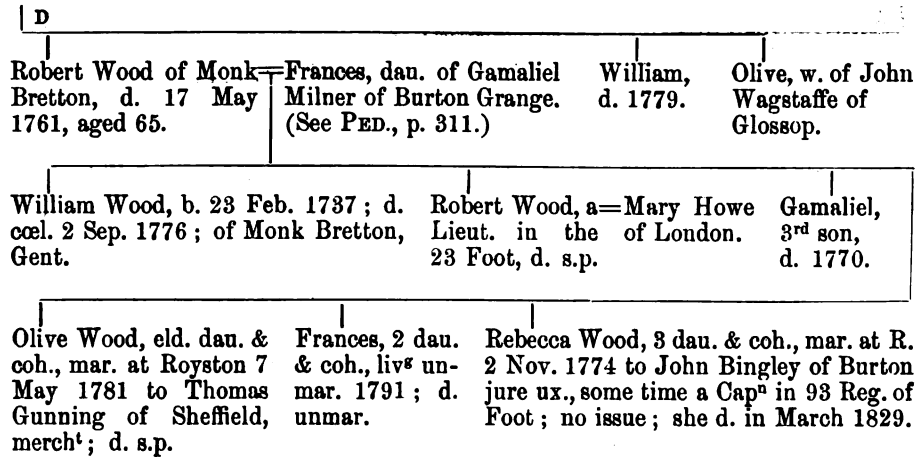 D
Robert Wood of Monk=Frances, dau. of Gamaliel
Bretton, d. 17 May
1761, aged 65.
Milner of Burton Grange.
(See PED., p. 311.)
William,
d. 1779.
Olive, w. of John
Wagstaffe of
Glossop.
William Wood, b. 23 Feb. 1737 ; d.
cœl. 2 Sep. 1776 ; of Monk Bretton,
Gent.
Robert Wood, a=Mary Howe
Lieut. in the
23 Foot, d. s.p.
of London.
Gamaliel,
3rd son,
d. 1770.
Olive Wood, eld. dau. &
coh., mar. at Royston 7
May 1781 to Thomas
Gunning of Sheffield,
mercht ; d. s.p.
Frances, 2 dau.
& coh., livg un-
mar. 1791 ; d.
unmar.
Rebecca Wood, 3 dau. & coh., mar. at R.
2 Nov. 1774 to John Bingley of Burton
jure ux., some time a Capn in 93 Reg. of
Foot ; no issue ; she d. in March 1829.